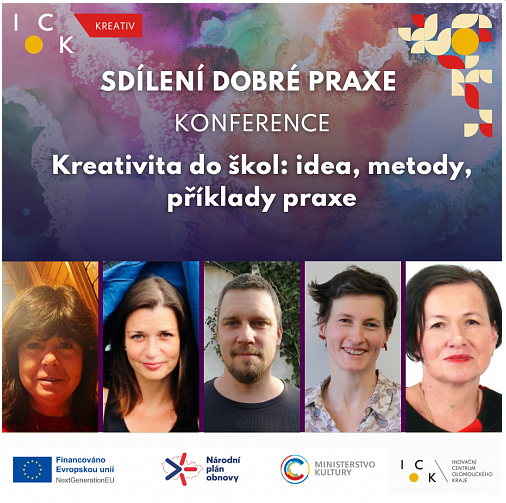 I C K
KREATIV
SDÍLENÍ DOBRÉ PRAXE
KONFERENCE
Kreativita do škol: idea, metody,
příklady praxe
Financováno
Evropskou unií
NextGenerationEU
Národní
plán
obnovy
MINISTERSTVO
KULTURY
I C K
INOVAČNÍ
CENTRUM
OLOMOUCKÉHO
KRAJE